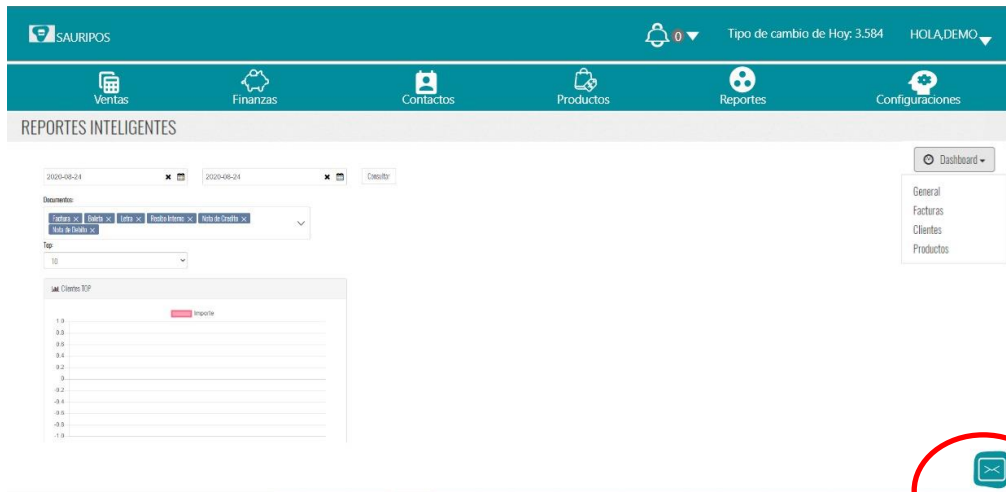 SAURIPOS
0
Tipo de cambio de Hoy: 3.584
HOLA,DEMO
Ventas
Finanzas
Contactos
Productos
Reportes
Configuraciones
REPORTES INTELIGENTES
Dashboard
General
Facturas
Clientes
Productos
2020-08-24
2020-08-24
Consultar
Documentos:
Factura × Boleta × Letra × Recibo Interno × Nota de Credito ×
Nota de Debito ×
Top:
10
Clientes TOP
Importe
1.0
0.8
0.6
0.4
0.2
0
-0.2
-0.4
-0.6
-0.8
-1.0